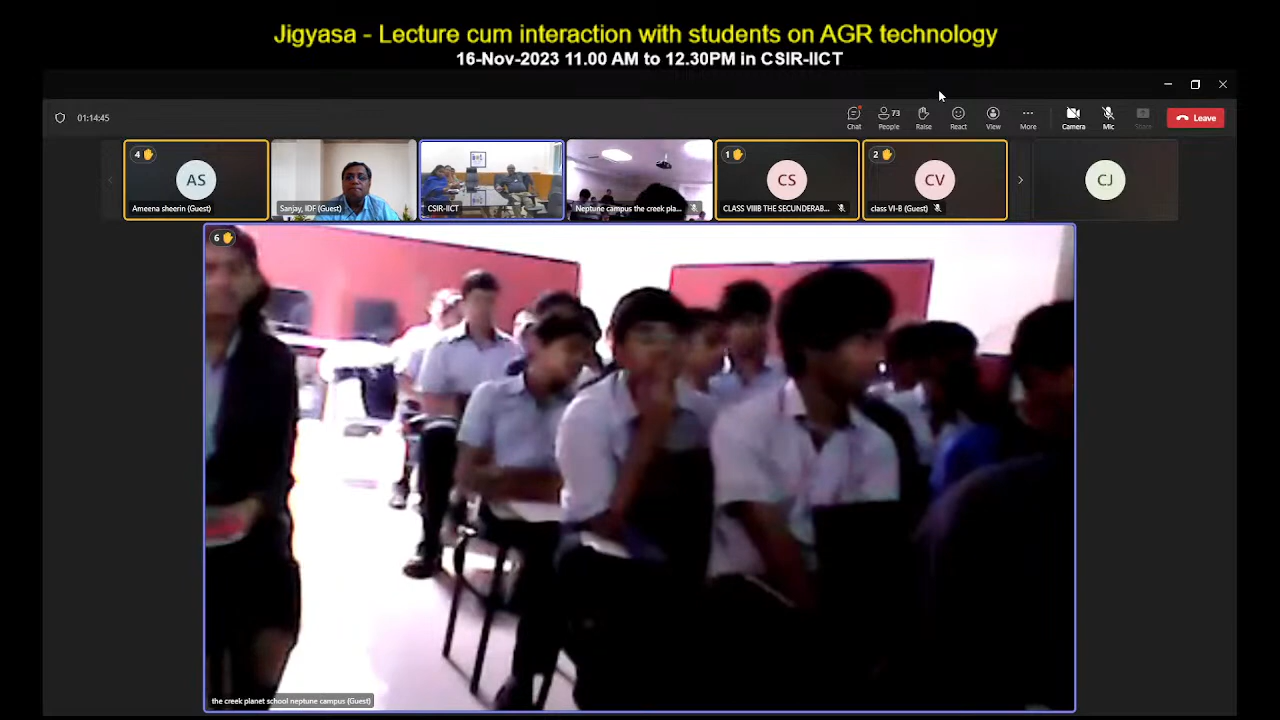 Jigyasa - Lecture cum interaction with students on AGR technology
16-Nov-2023 11.00 AM to 12.30PM in CSIR-IICT
01:14:45
Chat
73
People
Raise
React
View
More
Camera
Mic
Share
Leave
4
AS
Ameena sheerin (Guest)
Sanjay, IDF (Guest)
CSIR-IICT
Neptune campus the creek pla...
1
CS
CLASS VIIIB THE SECUNDERAB...
2
CV
class VI-B (Guest)
CJ
6
the creek planet school neptune campus (Guest)